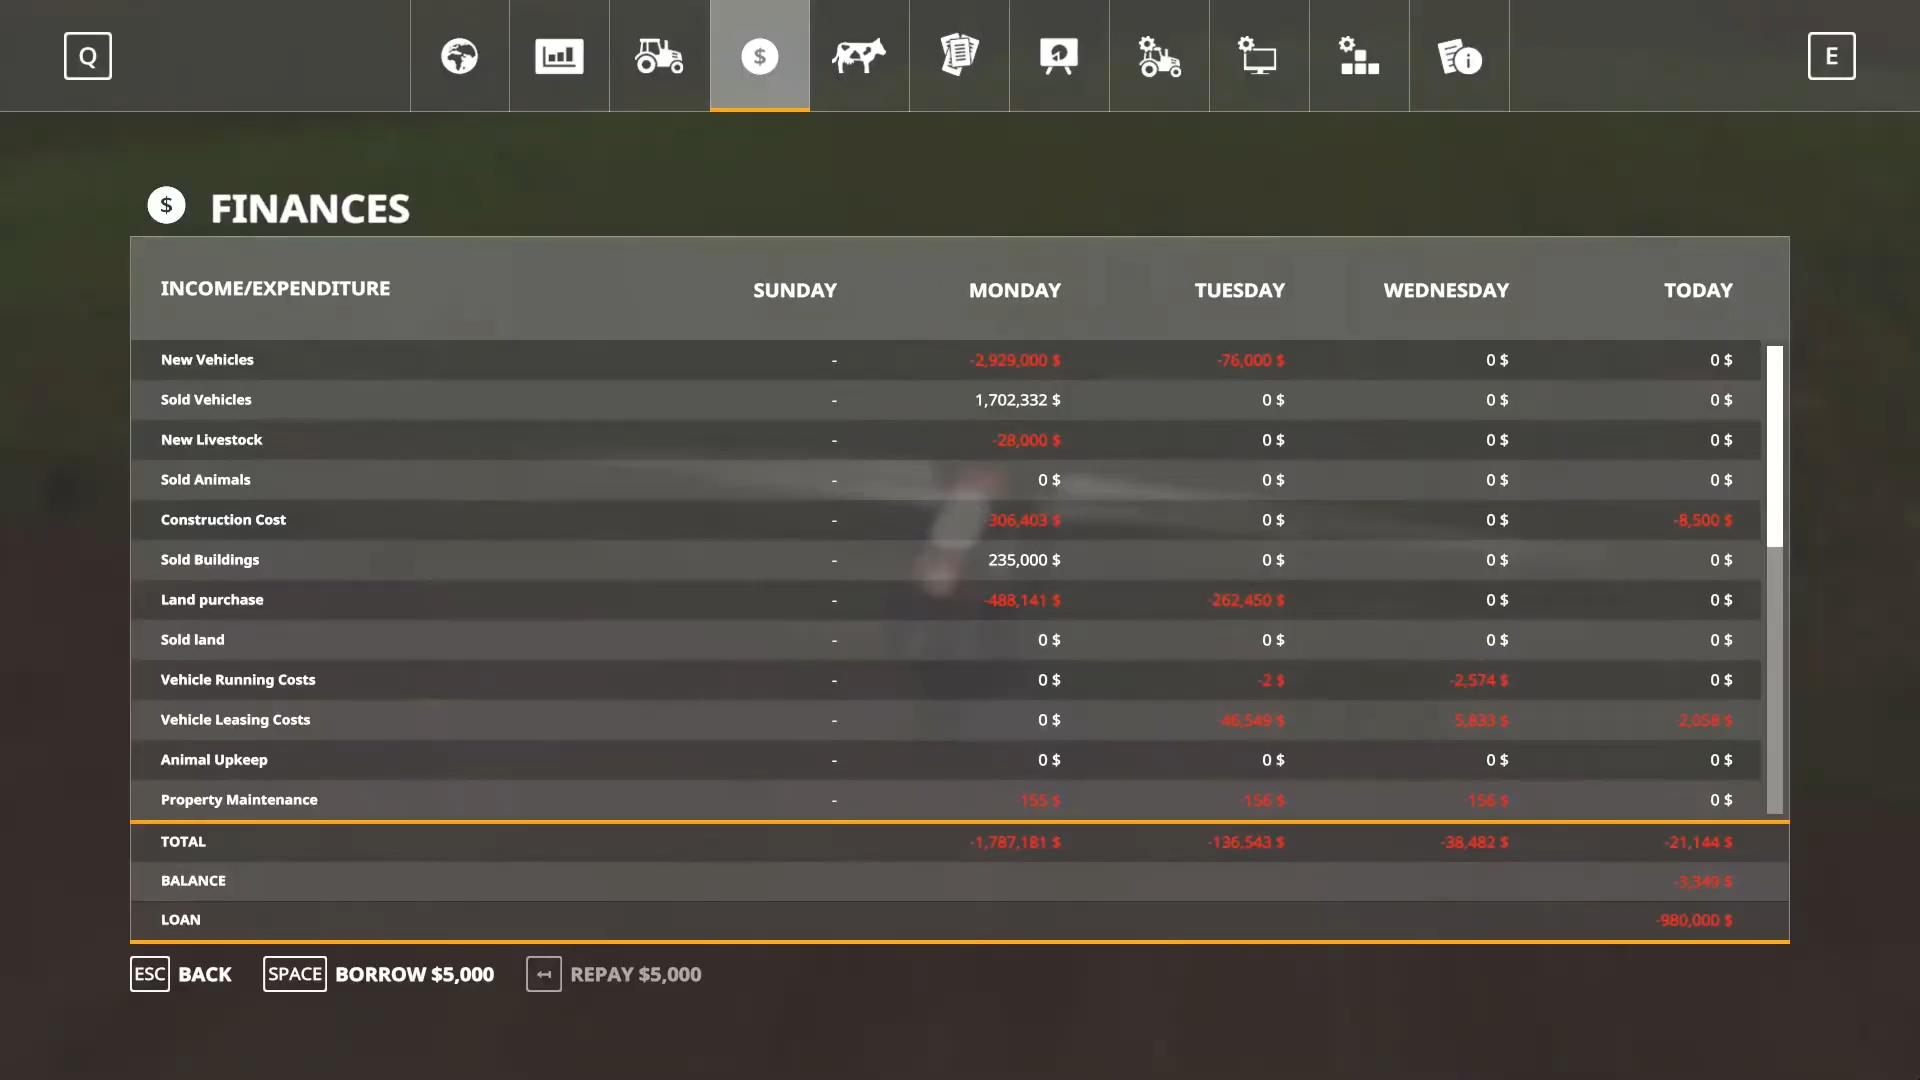 Q
$
E
$ FINANCES
INCOME/EXPENDITURE SUNDAY MONDAY TUESDAY WEDNESDAY TODAY
New Vehicles - -2,929,000 $ -76,000 $ 0 $ 0 $
Sold Vehicles - 1,702,332 $ 0 $ 0 $ 0 $
New Livestock - -28,000 $ 0 $ 0 $ 0 $
Sold Animals - 0 $ 0 $ 0 $ 0 $
Construction Cost - -306,403 $ 0 $ 0 $ -8,500 $
Sold Buildings - 235,000 $ 0 $ 0 $ 0 $
Land purchase - -488,141 $ -262,450 $ 0 $ 0 $
Sold land - 0 $ 0 $ 0 $ 0 $
Vehicle Running Costs - 0 $ -2 $ -2,574 $ 0 $
Vehicle Leasing Costs - 0 $ -46,549 $ -5,833 $ -2,058 $
Animal Upkeep - 0 $ 0 $ 0 $ 0 $
Property Maintenance - -155 $ -156 $ -156 $ 0 $
TOTAL -1,787,181 $ -136,543 $ -38,482 $ -21,144 $
BALANCE -3,349 $
LOAN -980,000 $
ESC BACK SPACE BORROW $5,000 REPAY $5,000